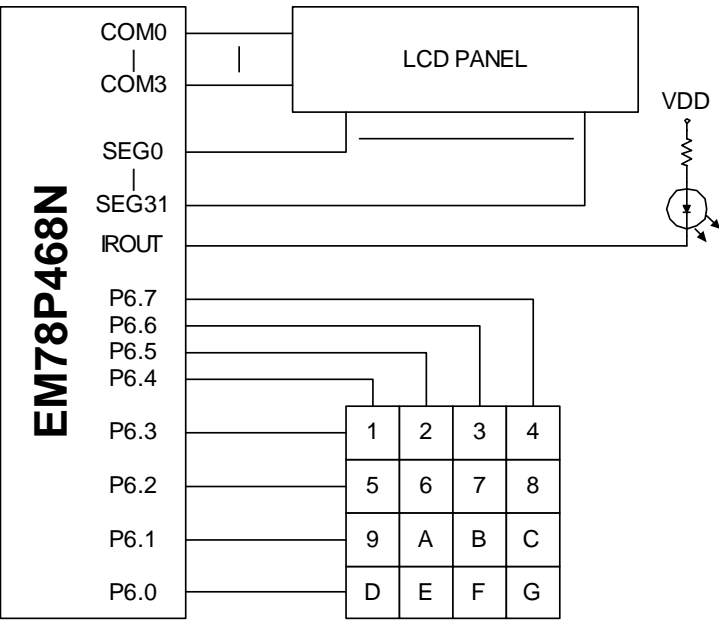 EM78P468N
COM0
COM3
SEG0
SEG31
IROUT
P6.7
P6.6
P6.5
P6.4
P6.3
P6.2
P6.1
P6.0
LCD PANEL
VDD
1 2 3 4
5 6 7 8
9 A B C
D E F G